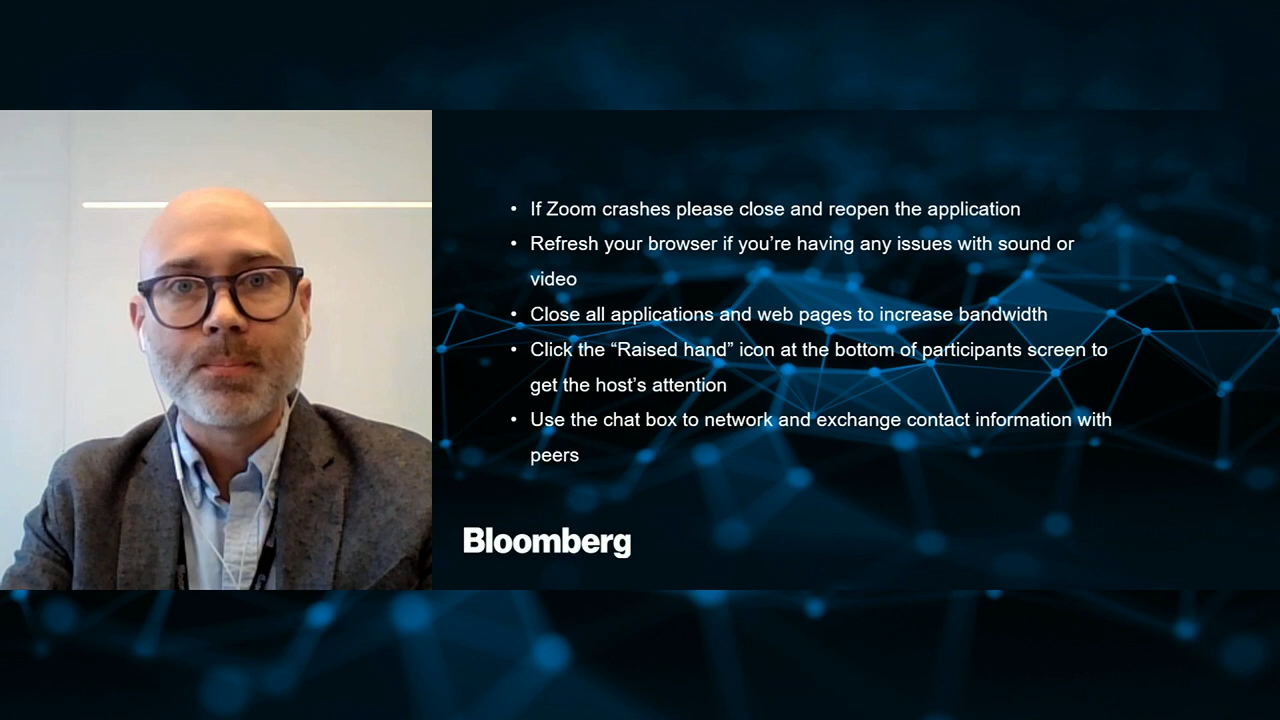 • If Zoom crashes please close and reopen the application
• Refresh your browser if you’re having any issues with sound or
video
• Close all applications and web pages to increase bandwidth
• Click the “Raised hand” icon at the bottom of participants screen to
get the host’s attention
• Use the chat box to network and exchange contact information with
peers
Bloomberg